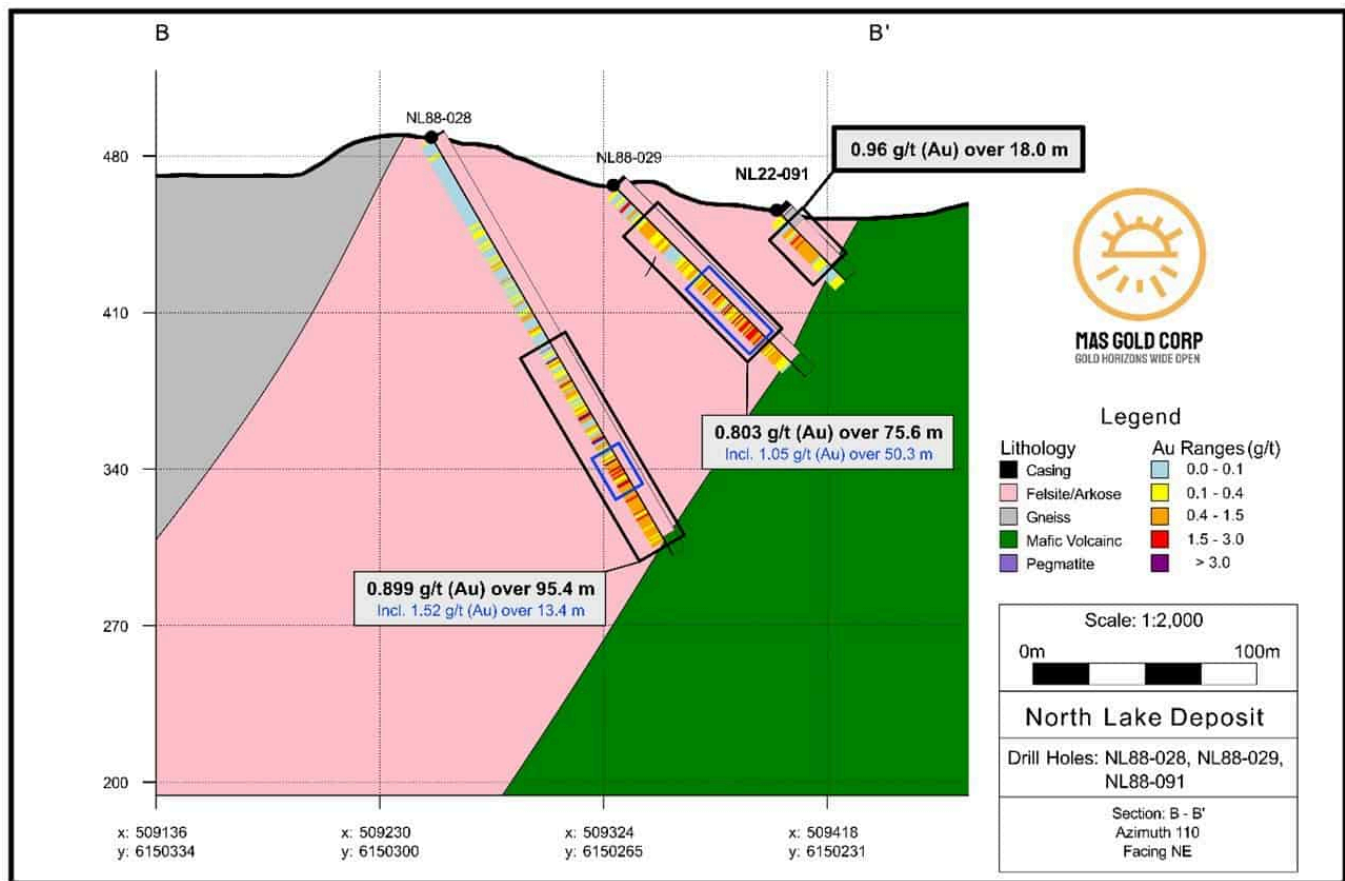 B
B'
NL88-028
NL88-029
NL22-091
0.96 g/t (Au) over 18.0 m
480
410
340
270
200
0.803 g/t (Au) over 75.6 m
Incl. 1.05 g/t (Au) over 50.3 m
0.899 g/t (Au) over 95.4 m
Incl. 1.52 g/t (Au) over 13.4 m
x: 509136
y: 6150334
x: 509230
y: 6150300
x: 509324
y: 6150265
x: 509418
y: 6150231
MAS GOLD CORP
GOLD HORIZONS WIDE OPEN
Legend
Lithology
Casing
Felsite/Arkose
Gneiss
Mafic Volcainc
Pegmatite
Au Ranges (g/t)
0.0 - 0.1
0.1 - 0.4
0.4 - 1.5
1.5 - 3.0
> 3.0
Scale: 1:2,000
0m 100m
North Lake Deposit
Drill Holes: NL88-028, NL88-029,
NL88-091
Section: B - B'
Azimuth 110
Facing NE